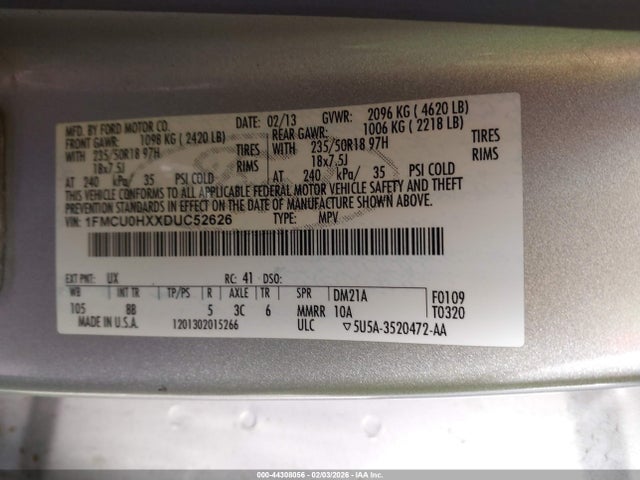 MFD. BY FORD MOTOR CO.
DATE: 02/13 GVWR: 2096 KG ( 4620 LB)
FRONT GAWR: 1098 KG ( 2420 LB) REAR GAWR: 1006 KG ( 2218 LB)
WITH 235/50R18 97H TIRES WITH 235/50R18 97H TIRES
18x7.5J RIMS 18x7.5J RIMS
AT 240 kPa/ 35 PSI COLD AT 240 kPa/ 35 PSI COLD
THIS VEHICLE CONFORMS TO ALL APPLICABLE FEDERAL MOTOR VEHICLE SAFETY AND THEFT
PREVENTION STANDARDS IN EFFECT ON THE DATE OF MANUFACTURE SHOWN ABOVE.
VIN: 1FMCU0HXXDUC52626 TYPE: MPV
EXT PNT: UX RC: 41 DSO:
WB INT TR TP/PS R AXLE TR SPR DM21A F0109
105 BB 5 3C 6 MMRR 10A T0320
MADE IN U.S.A. 1201302015266 ULC ▽5U5A-3520472-AA
000-44308056 - 02/03/2026 - IAA Inc.